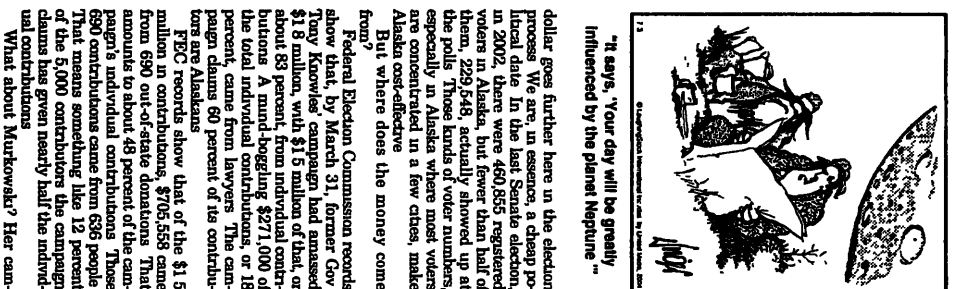 7 3
© Laughingstock International Inc /dist by United Media, 2004
"It says, 'Your day will be greatly
influenced by the planet Neptune '"
dollar goes further here in the election
process We are, in essence, a cheap po-
litical date In the last Senate election,
in 2002, there were 460,855 registered
voters in Alaska, but fewer than half of
them, 229,548, actually showed up at
the polls Those kinds of voter numbers,
especially in Alaska where most voters
are concentrated in a few cities, make
Alaska cost-effective
But where does the money come
from?
Federal Election Commission records
show that, by March 31, former Gov
Tony Knowles' campaign had amassed
$1 8 million, with $1 5 million of that, or
about 83 percent, from individual contri-
butions A mind-boggling $271,000 of
the total individual contributions, or 18
percent, came from lawyers The cam-
paign claims 60 percent of its contribu-
tors are Alaskans
FEC records show that of the $1 5
million in contributions, $705,558 came
from 690 out-of-state donations That
amounts to about 48 percent of the cam-
paign's individual contributions Those
690 contributions came from 636 people
That means something like 12 percent
of the 5,000 contributors the campaign
claims has given nearly half the individ-
ual contributions
What about Murkowski? Her cam-